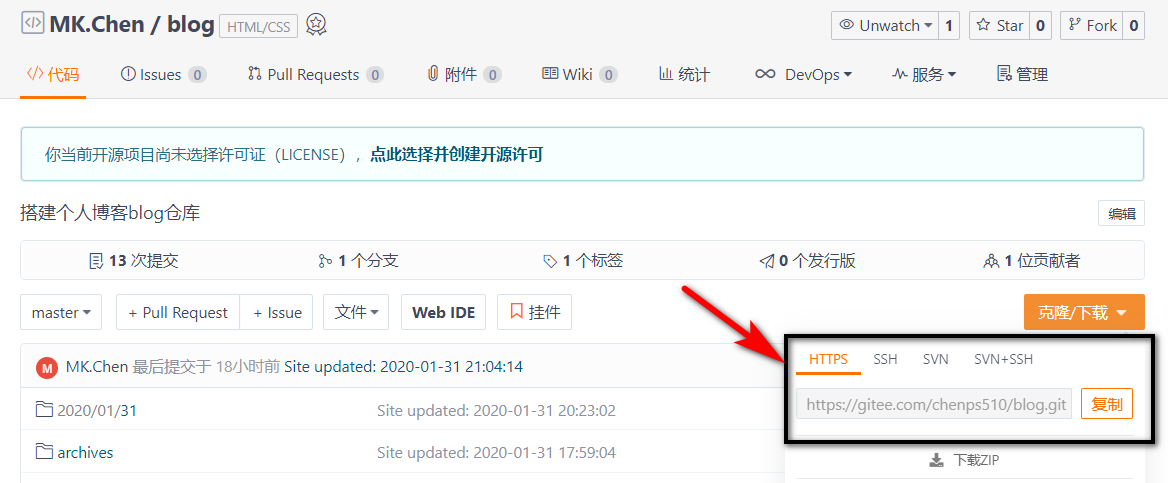 MK.Chen / blog HTML/CSS Unwatch 1 Star 0 Fork 0
代码 Issues 0 Pull Requests 0 附件 0 Wiki 0 统计 DevOps 服务 管理
你当前开源项目尚未选择许可证（LICENSE），点此选择并创建开源许可
搭建个人博客blog仓库 编辑
13 次提交 1 个分支 1 个标签 0 个发行版 1 位贡献者
master + Pull Request + Issue 文件 Web IDE 挂件 克隆/下载
HTTPS SSH SVN SVN+SSH
M MK.Chen 最后提交于 18小时前 Site updated: 2020-01-31 21:04:14
https://gitee.com/chenps510/blog.git 复制
2020/01/31 Site updated: 2020-01-31 20:23:02
archives Site updated: 2020-01-31 17:59:04
下载ZIP